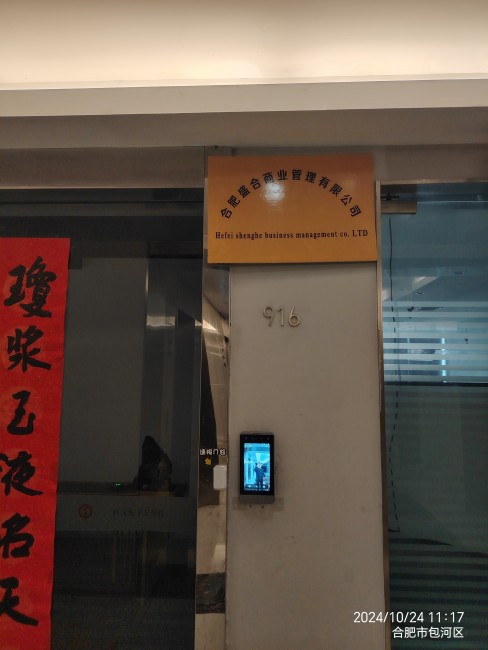 合肥盛合商业管理有限公司
Hefei shenghe business management co. LTD
916
瓊浆玉液名天
2024/10/24 11:17
合肥市包河区